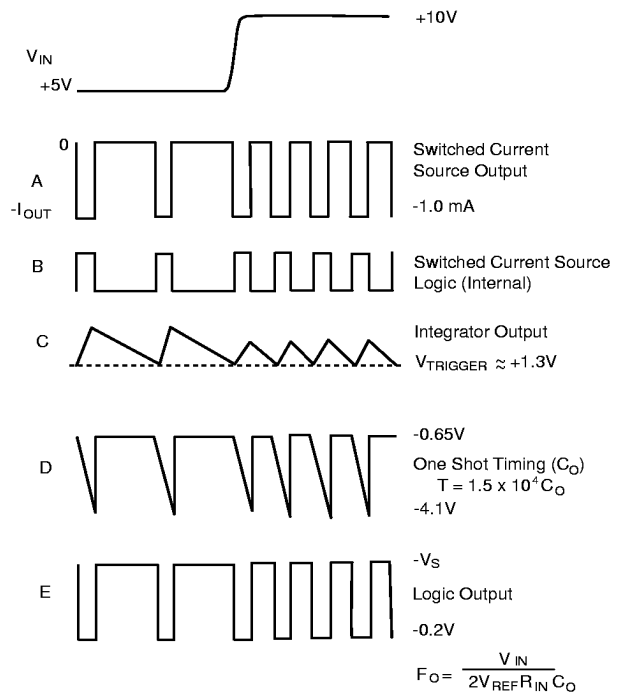 +10V
VIN
+5V
0
A
-IOUT
Switched Current
Source Output
-1.0 mA
B
Switched Current Source
Logic (Internal)
C
Integrator Output
VTRIGGER ≈ +1.3V
D
-0.65V
One Shot Timing (CO)
T = 1.5 x 10⁴ CO
-4.1V
E
-VS
Logic Output
-0.2V
FO = VIN
2VREFRINCO